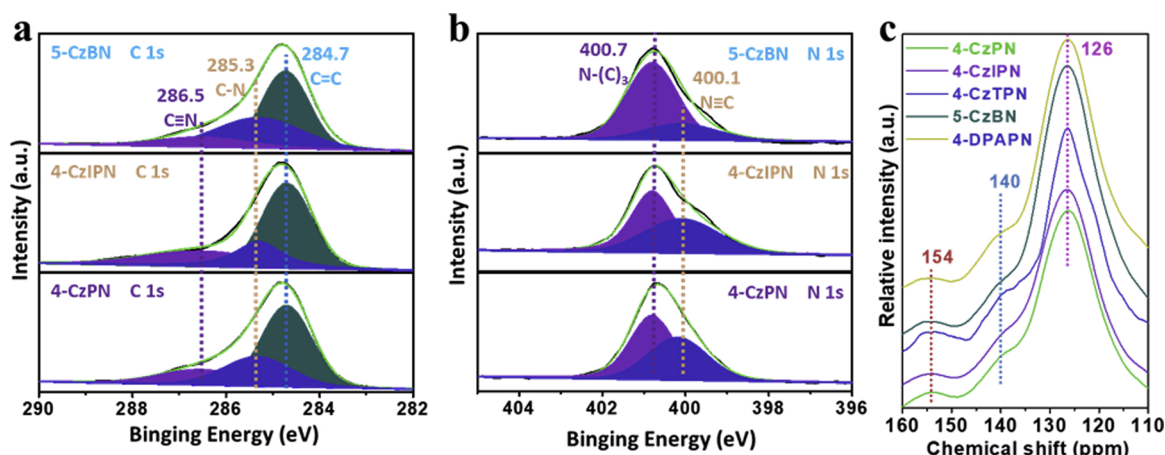 a
5-CzBN C 1s
284.7
C=C
285.3
C-N
286.5
C≡N
4-CzIPN C 1s
4-CzPN C 1s
Intensity (a.u.)
290 288 286 284 282
Binging Energy (eV)
b
5-CzBN N 1s
400.7
N-(C)₃
400.1
N≡C
4-CzIPN N 1s
4-CzPN N 1s
Intensity (a.u.)
404 402 400 398 396
Binging Energy (eV)
c
4-CzPN
4-CzIPN
4-CzTPN
5-CzBN
4-DPAPN
126
140
154
Relative intensity
160 150 140 130 120 110
Chemical shift (ppm)